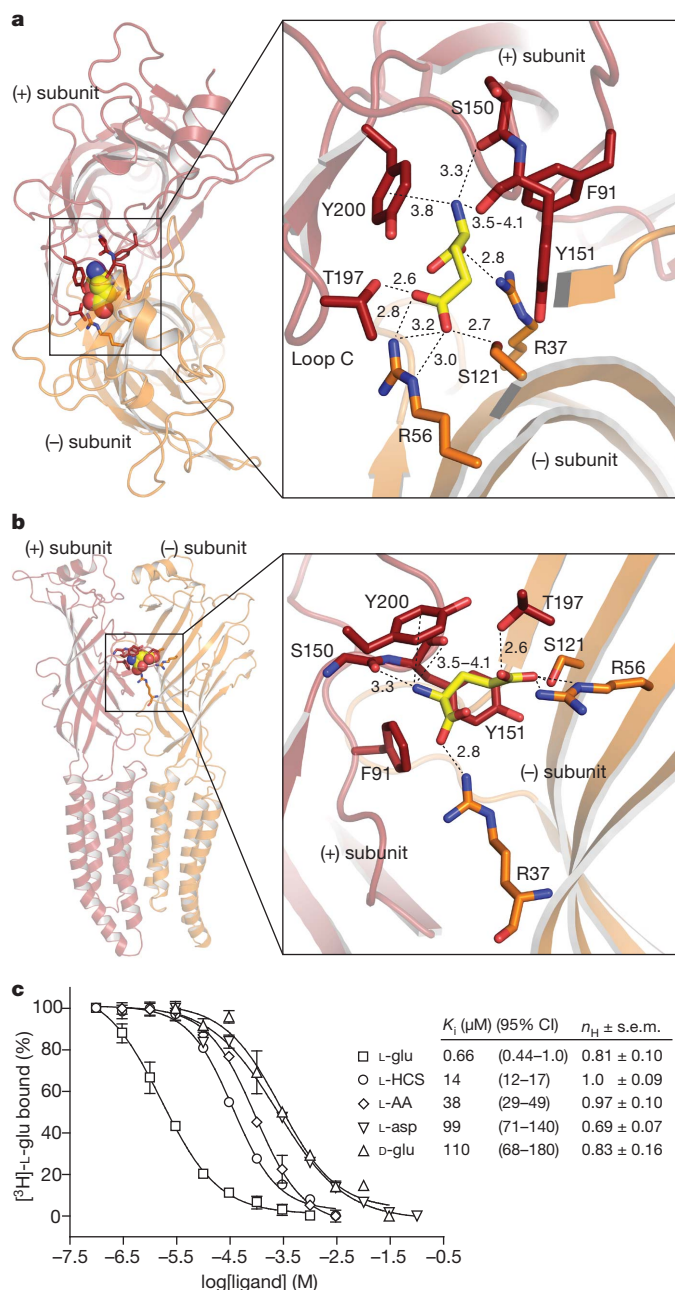 a
(+) subunit
(–) subunit
(+) subunit
S150
3.3
F91
Y200
3.8
3.5–4.1
Y151
2.8
T197
2.6
2.8
3.2
2.7
R37
Loop C
3.0
S121
R56
(–) subunit
b
(+) subunit
(–) subunit
Y200
T197
S150
3.5–4.1
2.6
S121
R56
3.3
Y151
F91
2.8
(–) subunit
(+) subunit
R37
c
[³H]-L-glu bound (%)
100
80
60
40
20
0
–7.5 –6.5 –5.5 –4.5 –3.5 –2.5 –1.5 –0.5
log[ligand] (M)
Ki (μM) (95% CI) nH ± s.e.m.
L-glu 0.66 (0.44–1.0) 0.81 ± 0.10
L-HCS 14 (12–17) 1.0 ± 0.09
L-AA 38 (29–49) 0.97 ± 0.10
L-asp 99 (71–140) 0.69 ± 0.07
D-glu 110 (68–180) 0.83 ± 0.16